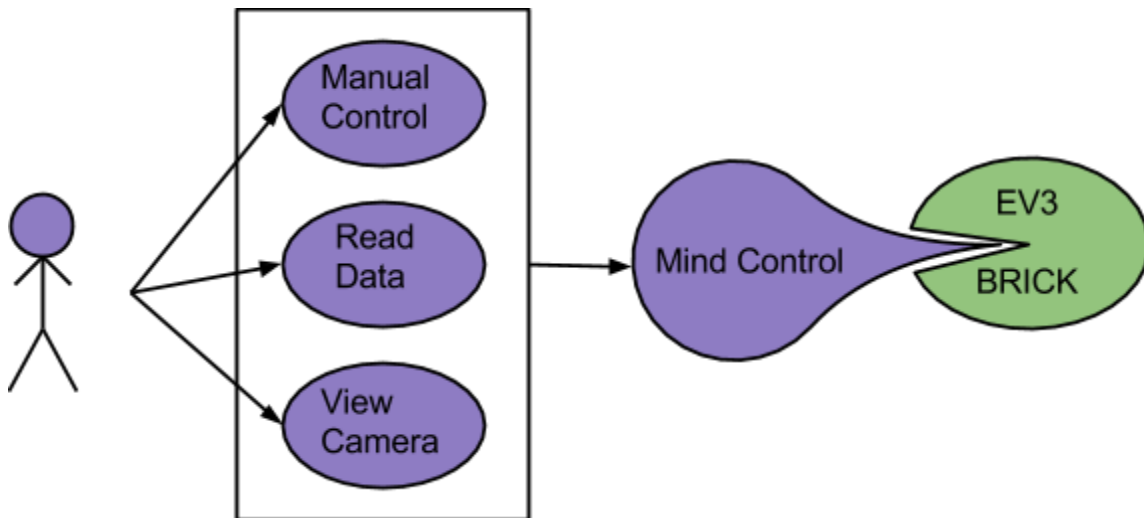 Manual
Control
Read
Data
View
Camera
Mind Control
EV3
BRICK